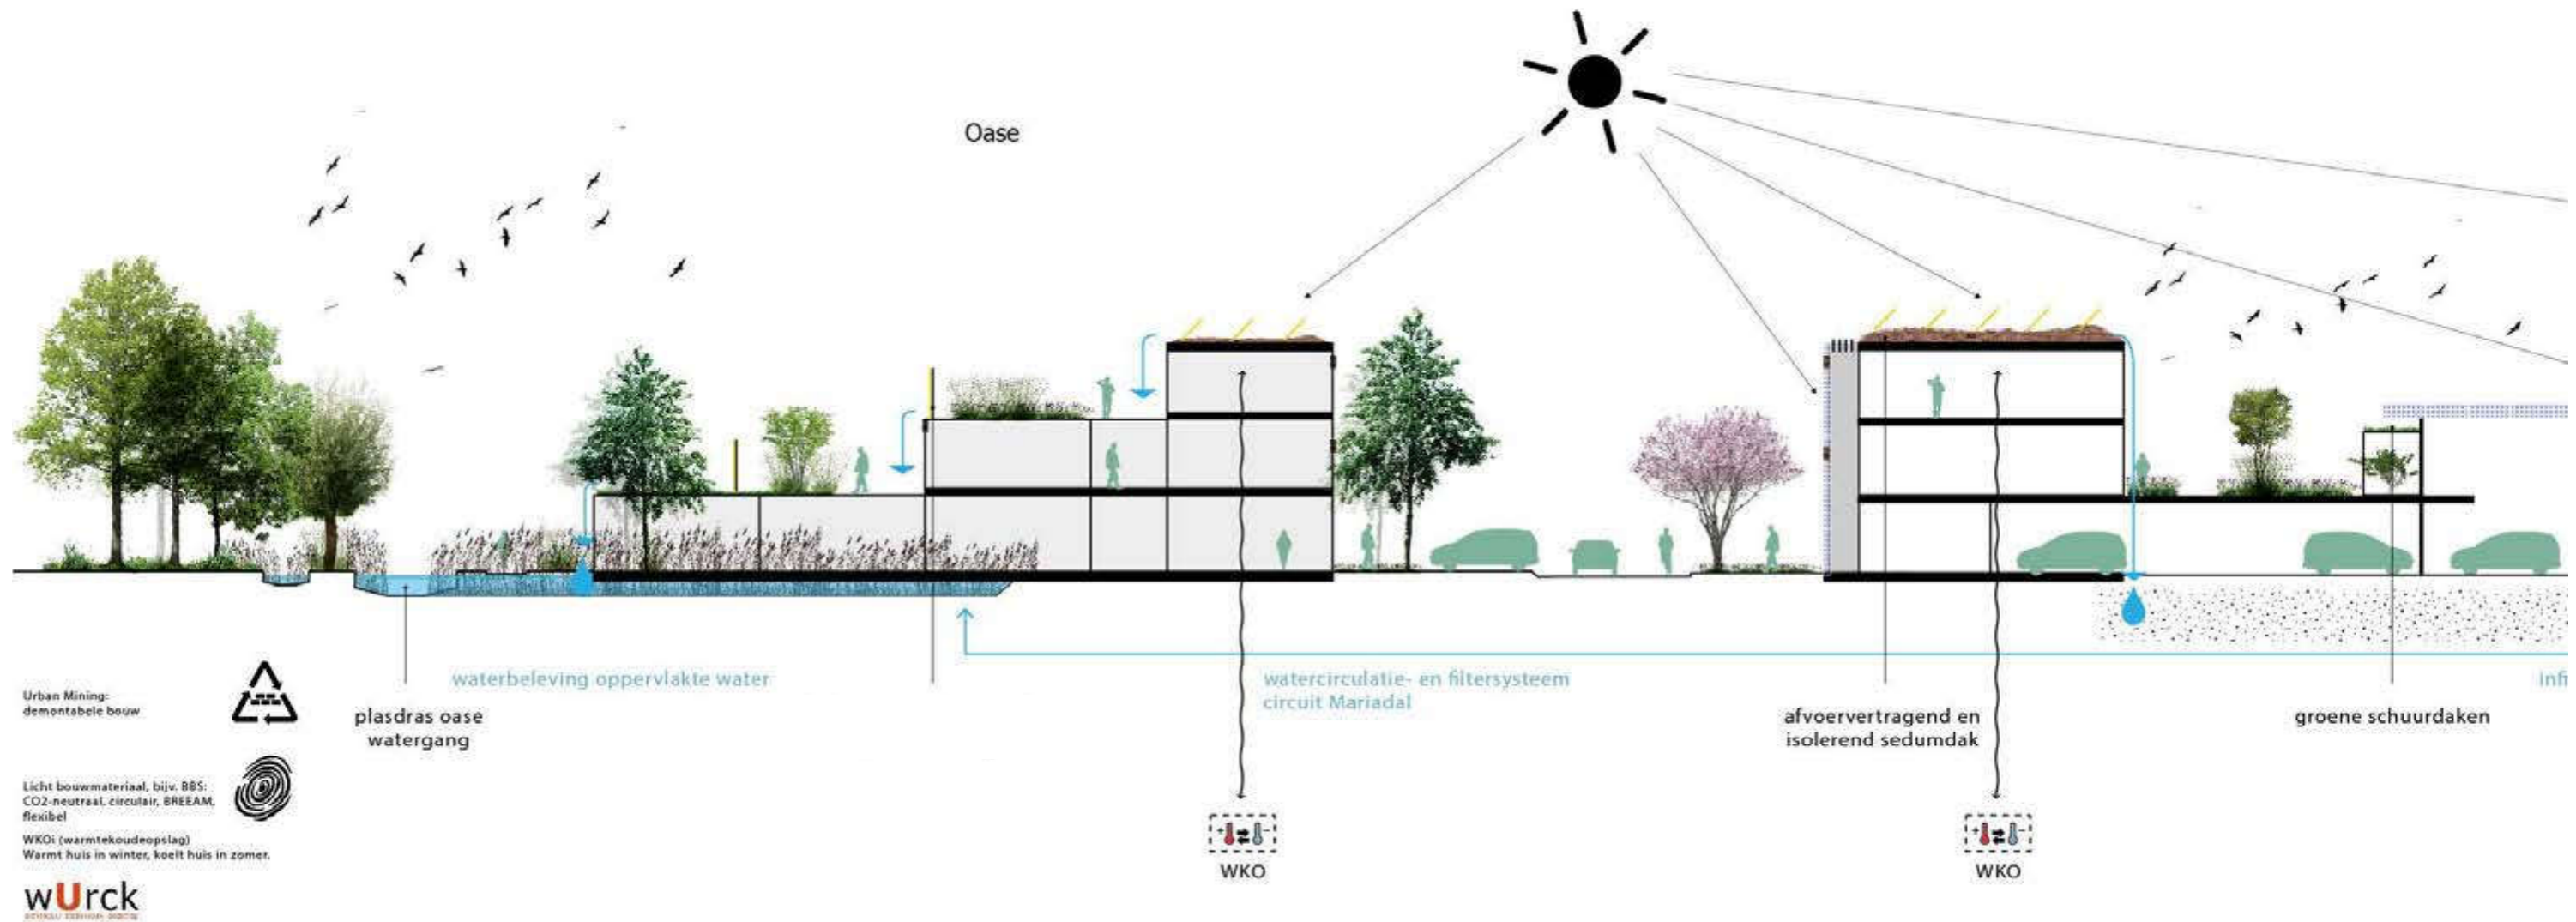 Oase
waterbeleving oppervlakte water
watercirculatie- en filtersysteem
circuit Mariadal
infi
plasdras oase
watergang
afvoervertragend en
isolerend sedumdak
groene schuurdaken
Urban Mining:
demontabele bouw
Licht bouwmateriaal, bijv. BBS:
CO2-neutraal, circulair, BREEAM,
flexibel
WKOi (warmtekoudeopslag)
Warmt huis in winter, koelt huis in zomer.
WKO
WKO
wUrck